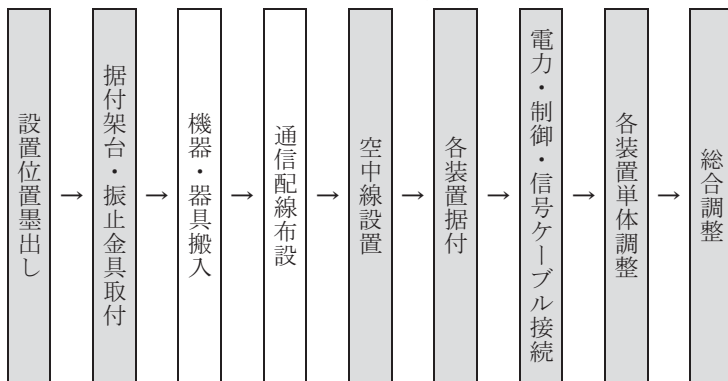 設置位置墨出し
→
据付架台・振止金具取付
→
機器・器具搬入
→
通信配線布設
→
空中線設置
→
各装置据付
→
電力・制御・信号ケーブル接続
→
各装置単体調整
→
総合調整